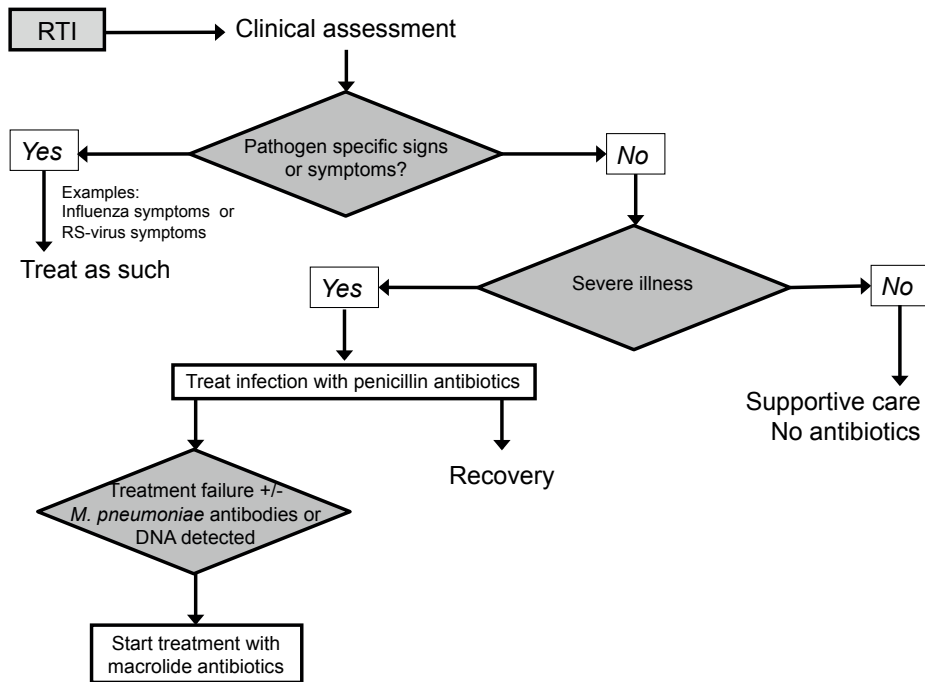 RTI
Clinical assessment
Pathogen specific signs
or symptoms?
Yes
No
Examples:
Influenza symptoms or
RS-virus symptoms
Treat as such
Severe illness
Yes
No
Treat infection with penicillin antibiotics
Supportive care
No antibiotics
Recovery
Treatment failure +/-
M. pneumoniae antibodies or
DNA detected
Start treatment with
macrolide antibiotics